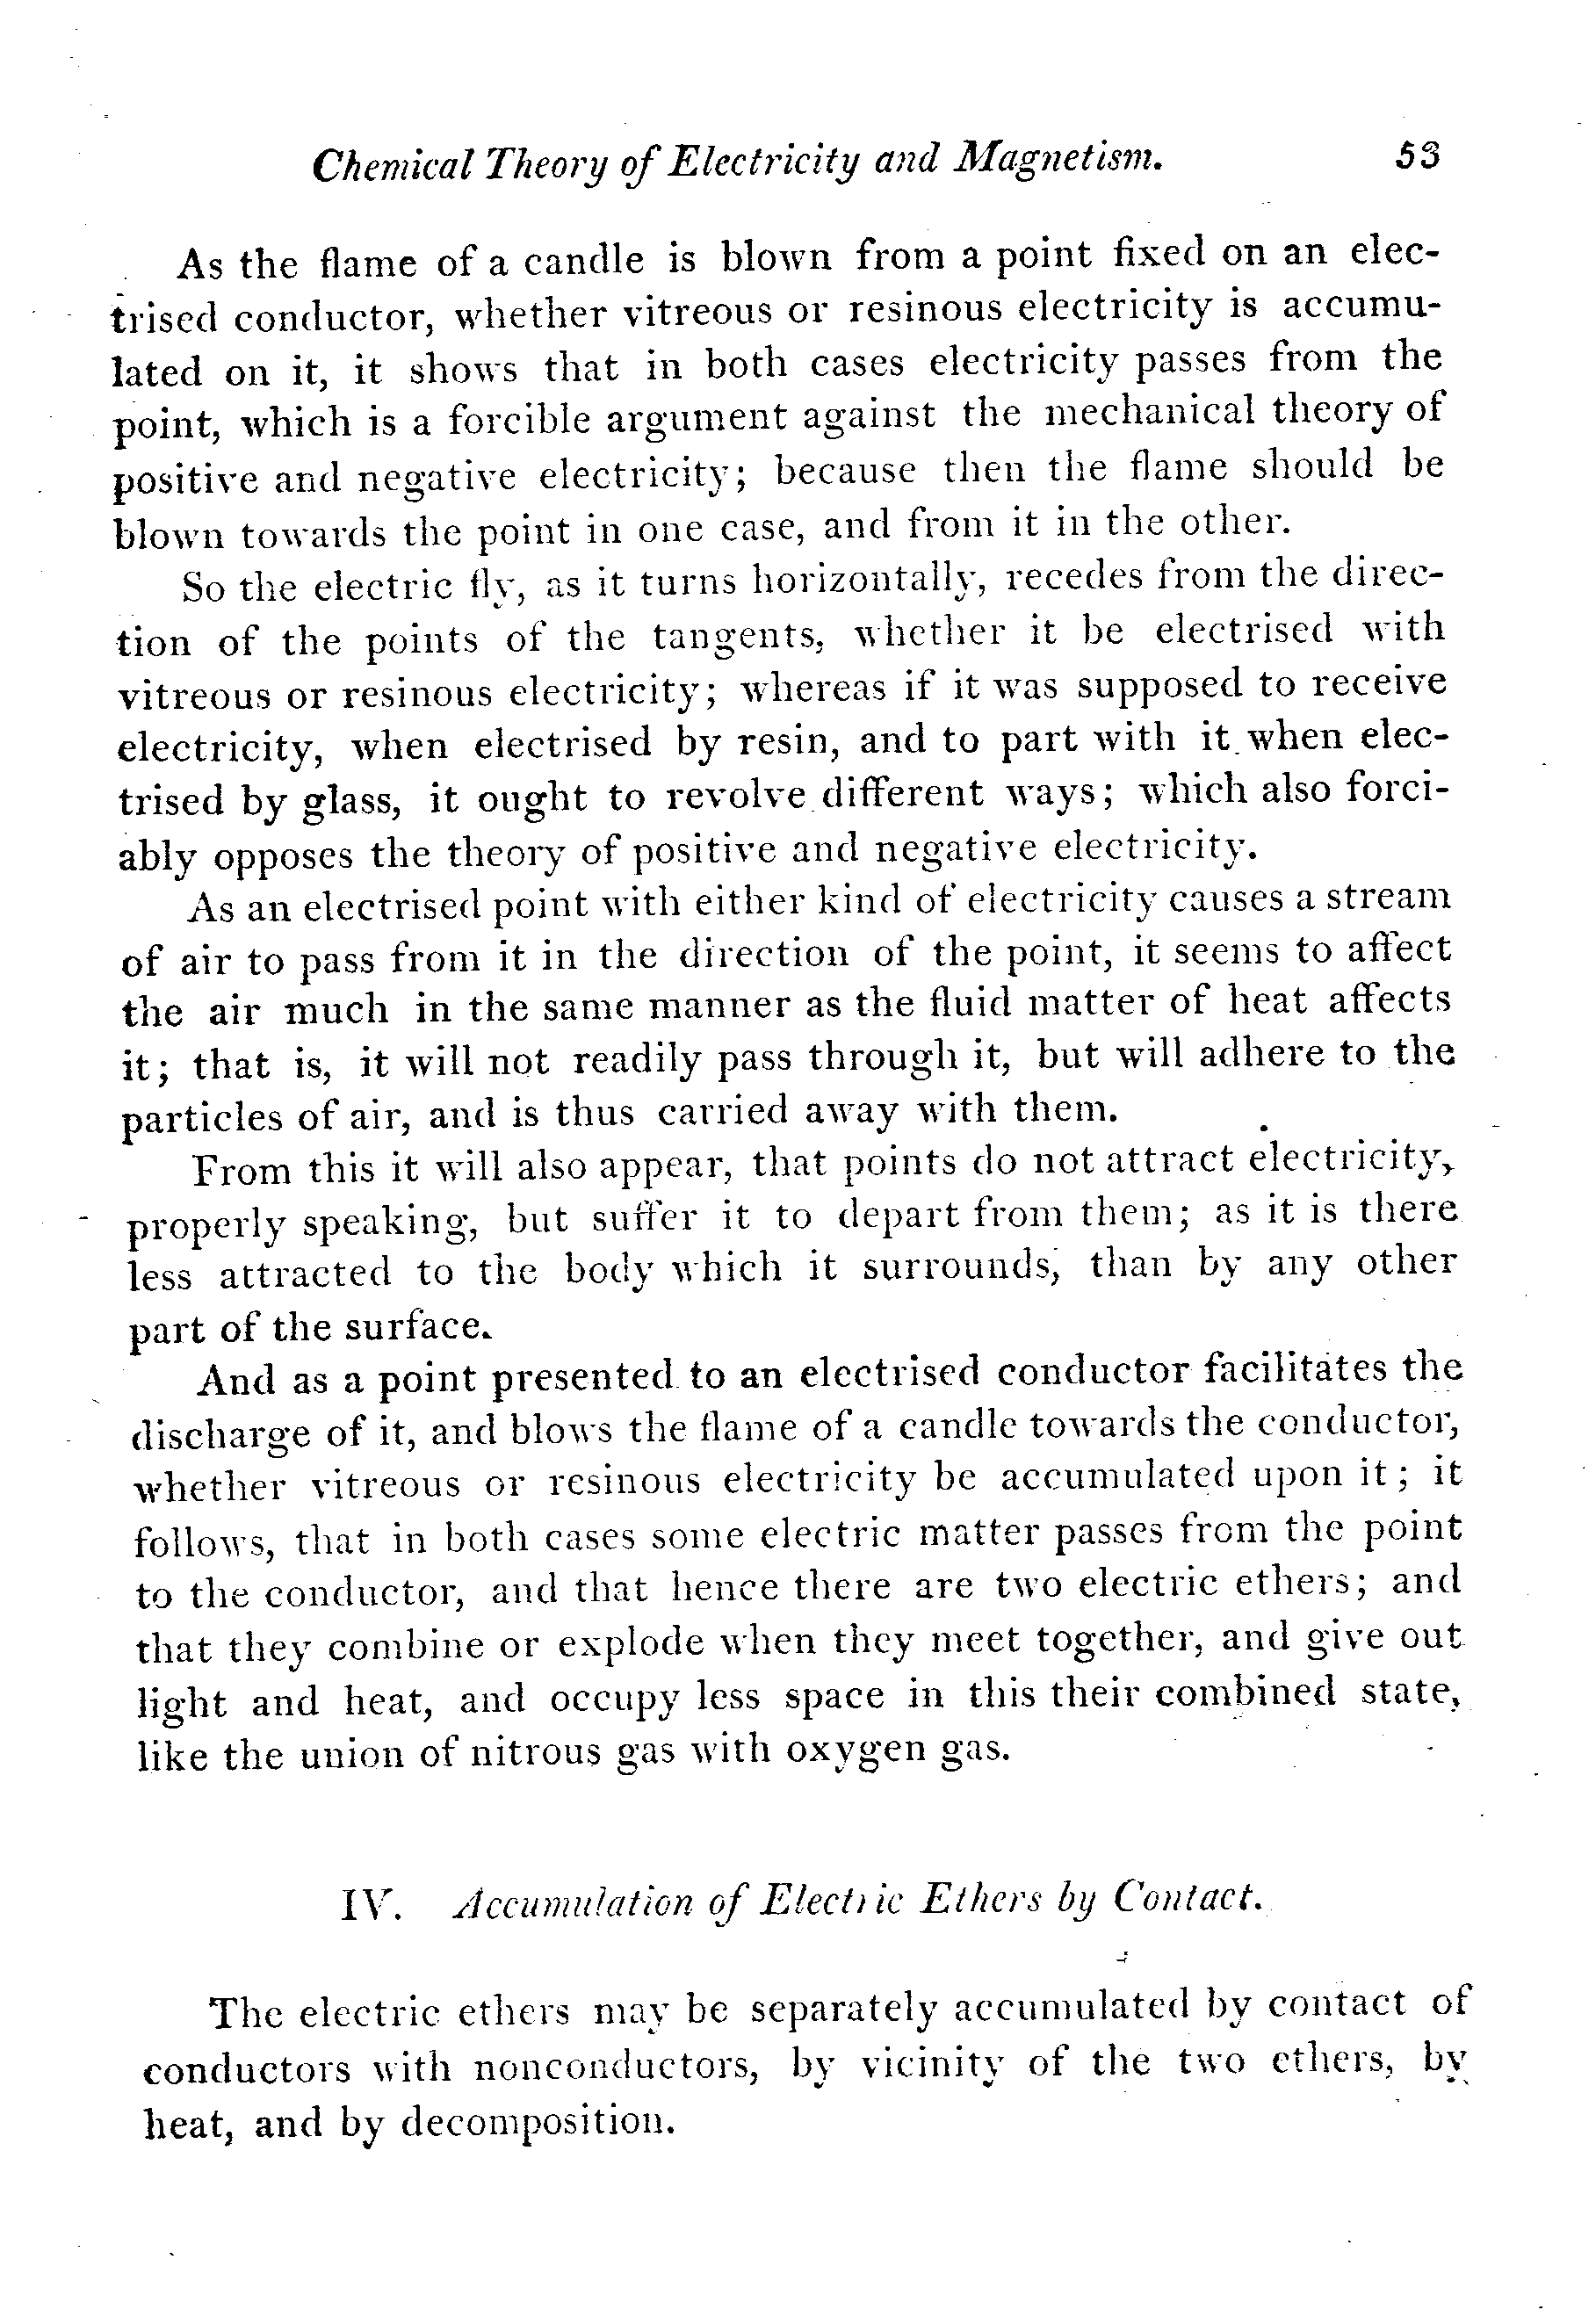 Chemical Theory of Electricity and Magnetism. 53
As the flame of a candle is blown from a point fixed on an elec-
trised conductor, whether vitreous or resinous electricity is accumu-
lated on it, it shows that in both cases electricity passes from the
point, which is a forcible argument against the mechanical theory of
positive and negative electricity; because then the flame should be
blown towards the point in one case, and from it in the other.
So the electric fly, as it turns horizontally, recedes from the direc-
tion of the points of the tangents, whether it be electrised with
vitreous or resinous electricity; whereas if it was supposed to receive
electricity, when electrised by resin, and to part with it when elec-
trised by glass, it ought to revolve different ways; which also forci-
ably opposes the theory of positive and negative electricity.
As an electrised point with either kind of electricity causes a stream
of air to pass from it in the direction of the point, it seems to affect
the air much in the same manner as the fluid matter of heat affects
it; that is, it will not readily pass through it, but will adhere to the
particles of air, and is thus carried away with them.
From this it will also appear, that points do not attract electricity,
properly speaking, but suffer it to depart from them; as it is there
less attracted to the body which it surrounds, than by any other
part of the surface.
And as a point presented to an electrised conductor facilitates the
discharge of it, and blows the flame of a candle towards the conductor,
whether vitreous or resinous electricity be accumulated upon it; it
follows, that in both cases some electric matter passes from the point
to the conductor, and that hence there are two electric ethers; and
that they combine or explode when they meet together, and give out
light and heat, and occupy less space in this their combined state,
like the union of nitrous gas with oxygen gas.
IV. Accumulation of Electric Ethers by Contact.
The electric ethers may be separately accumulated by contact of
conductors with nonconductors, by vicinity of the two ethers, by
heat, and by decomposition.